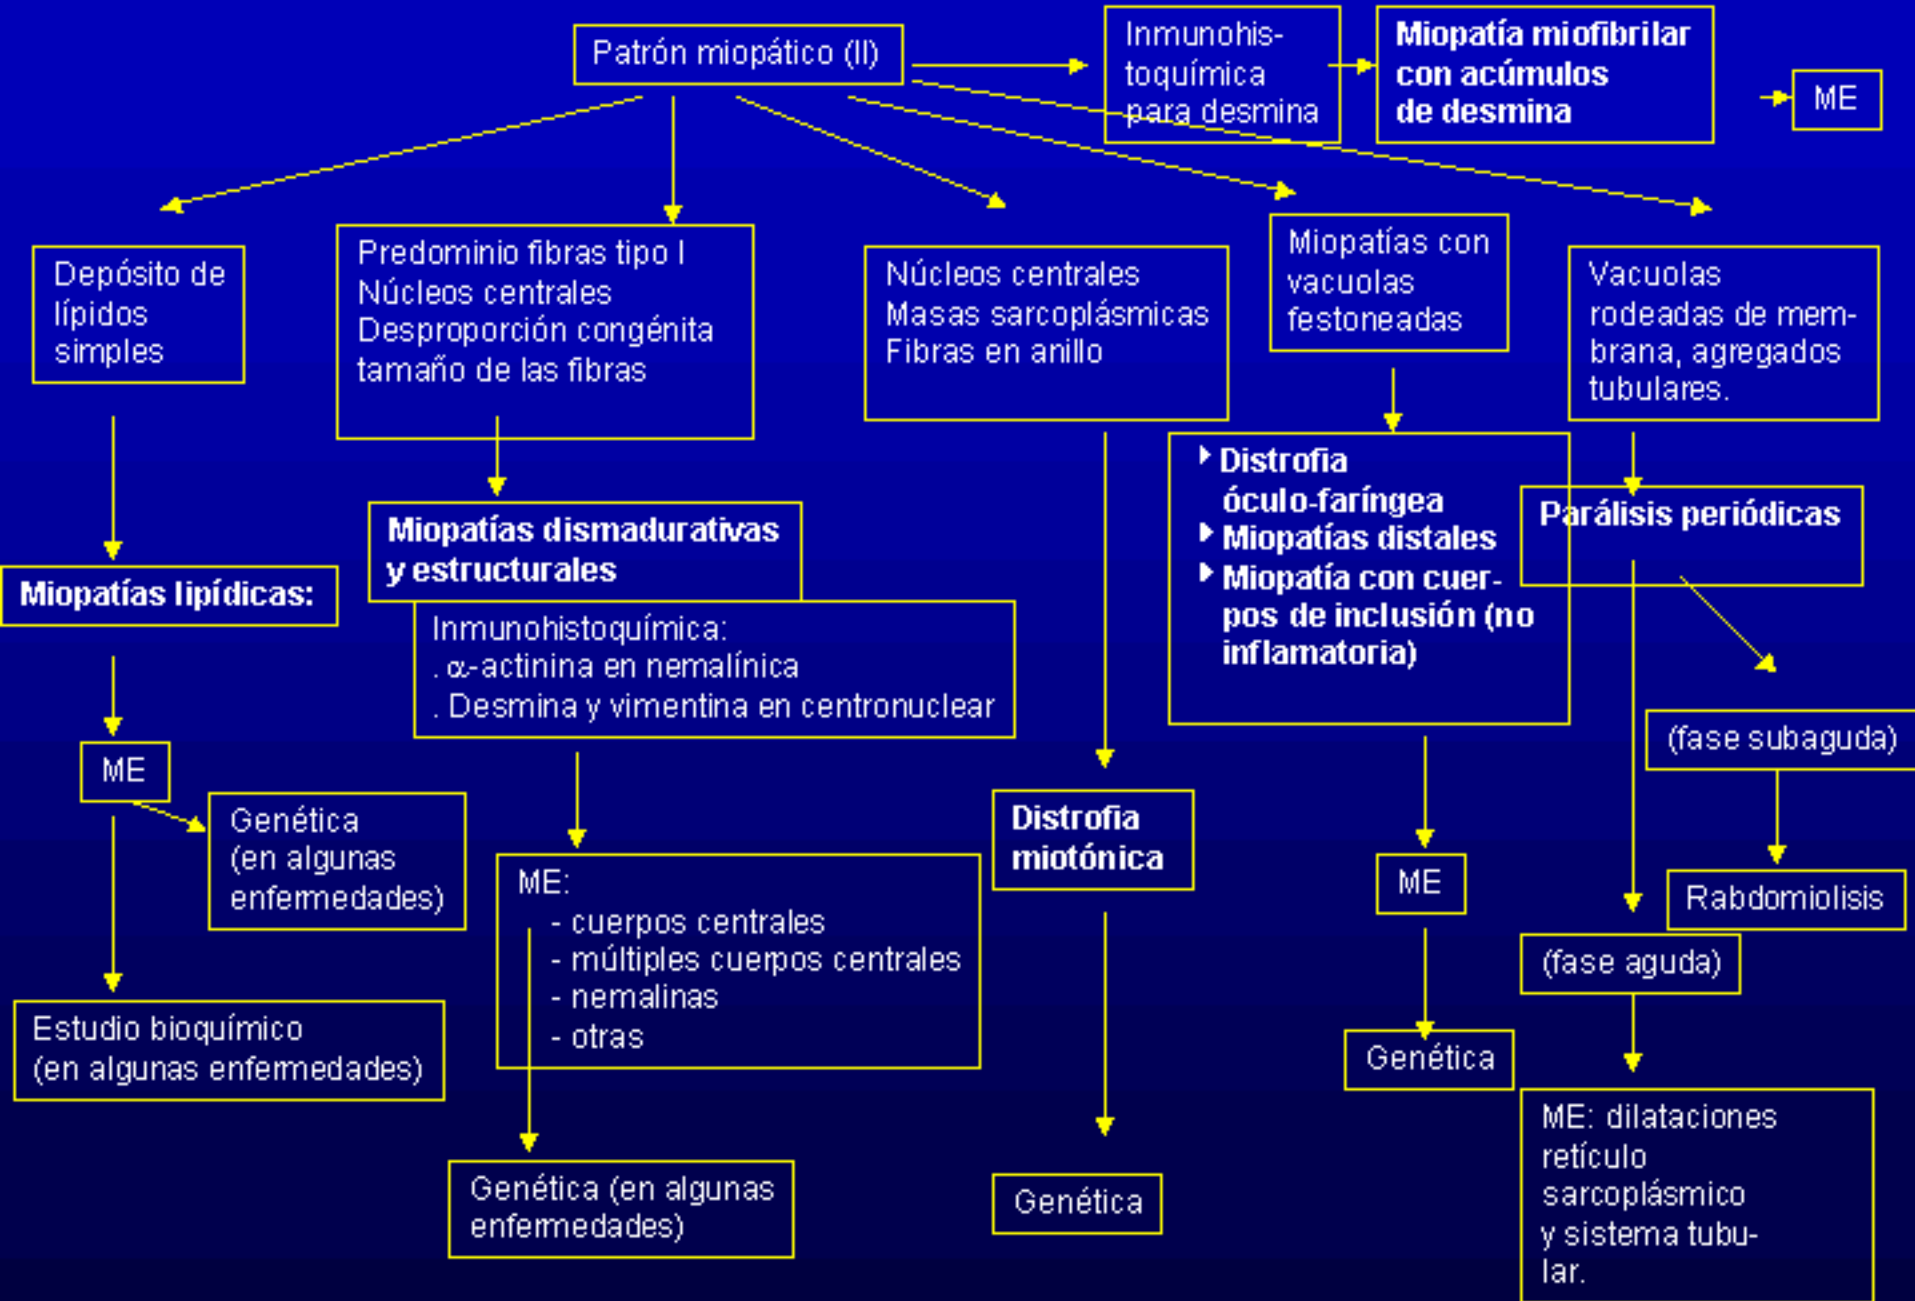 Patrón miopático (II)
Inmunohis-
toquímica
para desmina
Miopatía miofibrilar
con acúmulos
de desmina
ME
Depósito de
lípidos
simples
Predominio fibras tipo I
Núcleos centrales
Desproporción congénita
tamaño de las fibras
Núcleos centrales
Masas sarcoplásmicas
Fibras en anillo
Miopatías con
vacuolas
festoneadas
Vacuolas
rodeadas de mem-
brana, agregados
tubulares.
Miopatías lipídicas:
Miopatías dismadurativas
y estructurales
Inmunohistoquímica:
. α-actinina en nemalínica
. Desmina y vimentina en centronuclear
Distrofia
óculo-faríngea
Miopatías distales
Miopatía con cuer-
pos de inclusión (no
inflamatoria)
Parálisis periódicas
(fase subaguda)
ME
Genética
(en algunas
enfermedades)
Distrofia
miotónica
ME:
- cuerpos centrales
- múltiples cuerpos centrales
- nemalinas
- otras
ME
Rabdomiolisis
(fase aguda)
Estudio bioquímico
(en algunas enfermedades)
Genética
ME: dilataciones
retículo
sarcoplásmico
y sistema tubu-
lar.
Genética (en algunas
enfermedades)
Genética